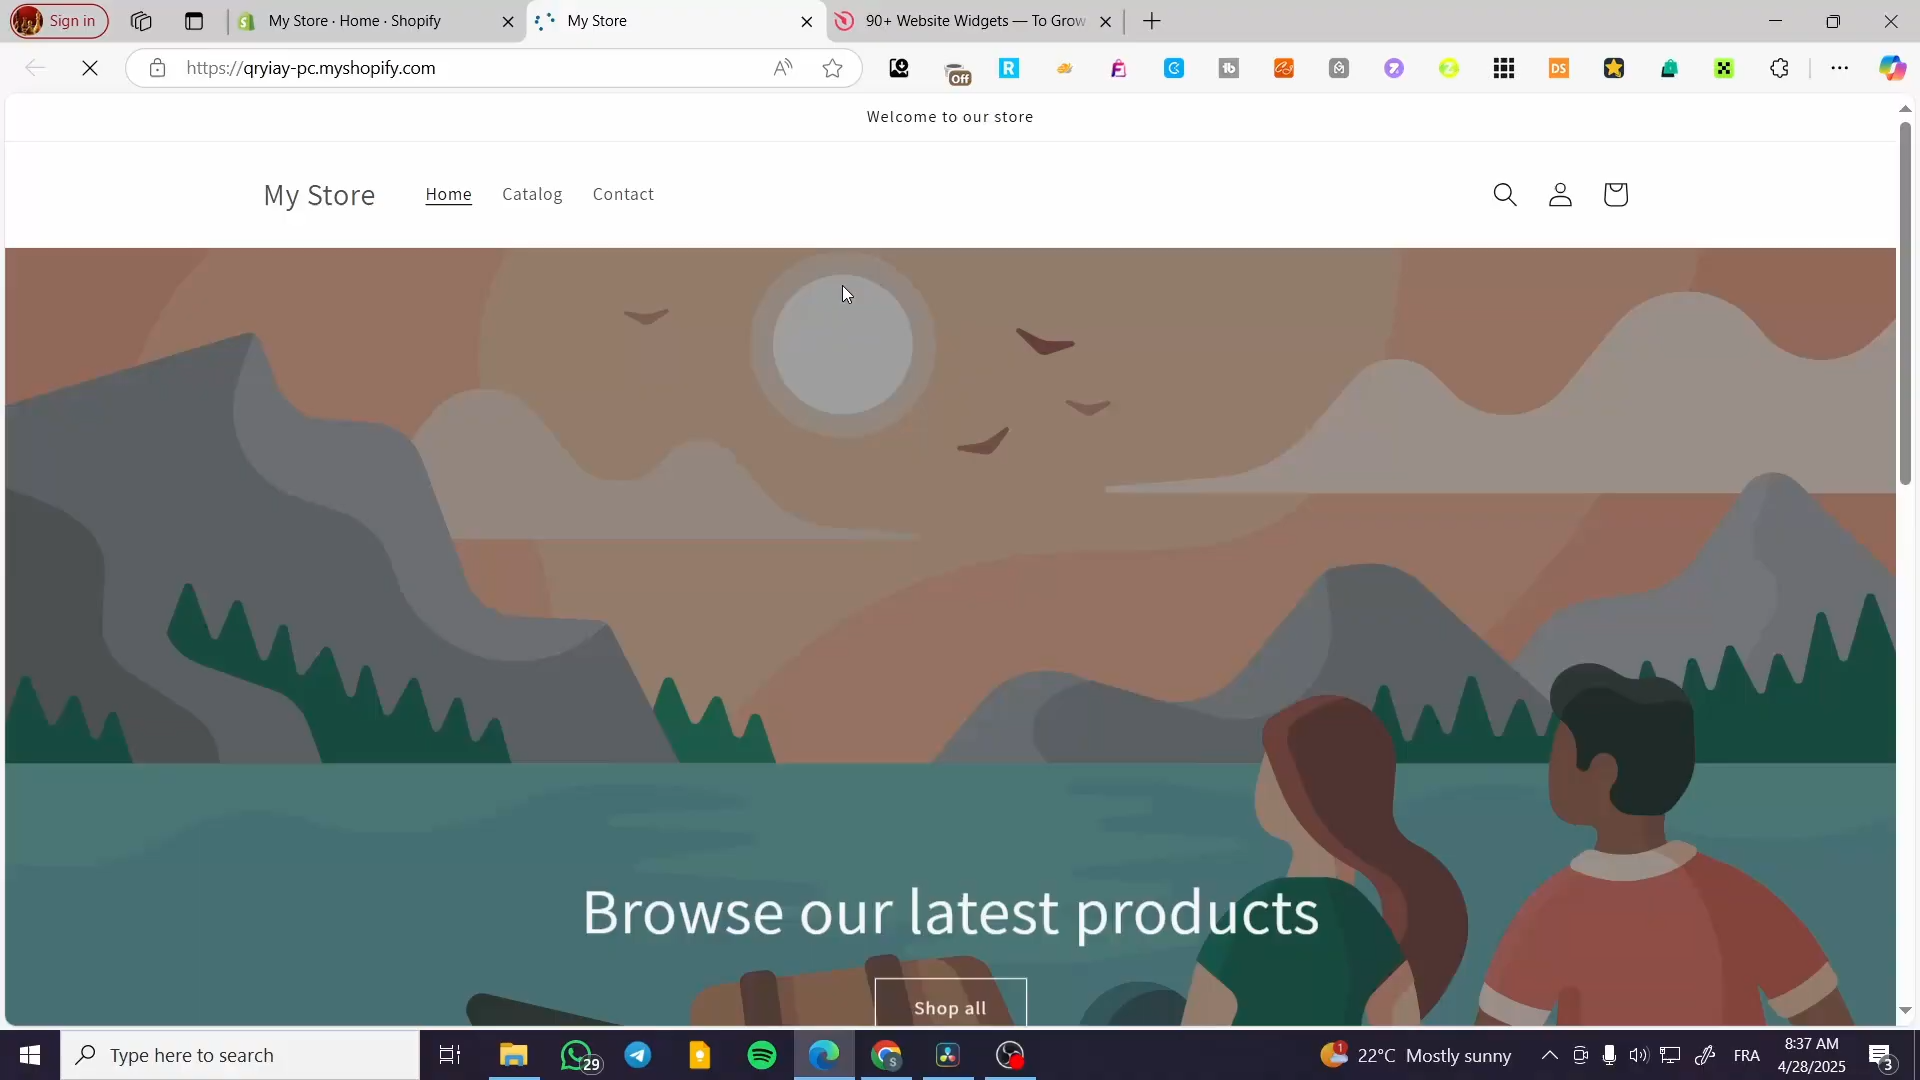 Sign in
My Store · Home · Shopify
My Store
90+ Website Widgets — To Grow
https://qryiay-pc.myshopify.com
Off
Welcome to our store
My Store
Home
Catalog
Contact
Browse our latest products
Shop all
Type here to search
29
1
22°C Mostly sunny
FRA
8:37 AM
4/28/2025
3